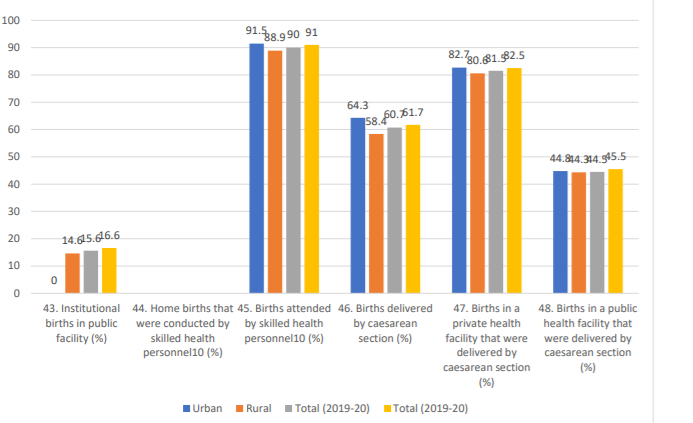 100
90
80
70
60
50
40
30
20
10
0
0
14.6
15.6
16.6
91.5
88.9
90
91
64.3
58.4
60.7
61.7
82.7
80.6
81.5
82.5
44.8
44.3
44.5
45.5
43. Institutional
births in public
facility (%)
44. Home births that
were conducted by
skilled health
personnel10 (%)
45. Births attended
by skilled health
personnel10 (%)
46. Births delivered
by caesarean
section (%)
47. Births in a
private health
facility that were
delivered by
caesarean section
(%)
48. Births in a public
health facility that
were delivered by
caesarean section
(%)
Urban
Rural
Total (2019-20)
Total (2019-20)